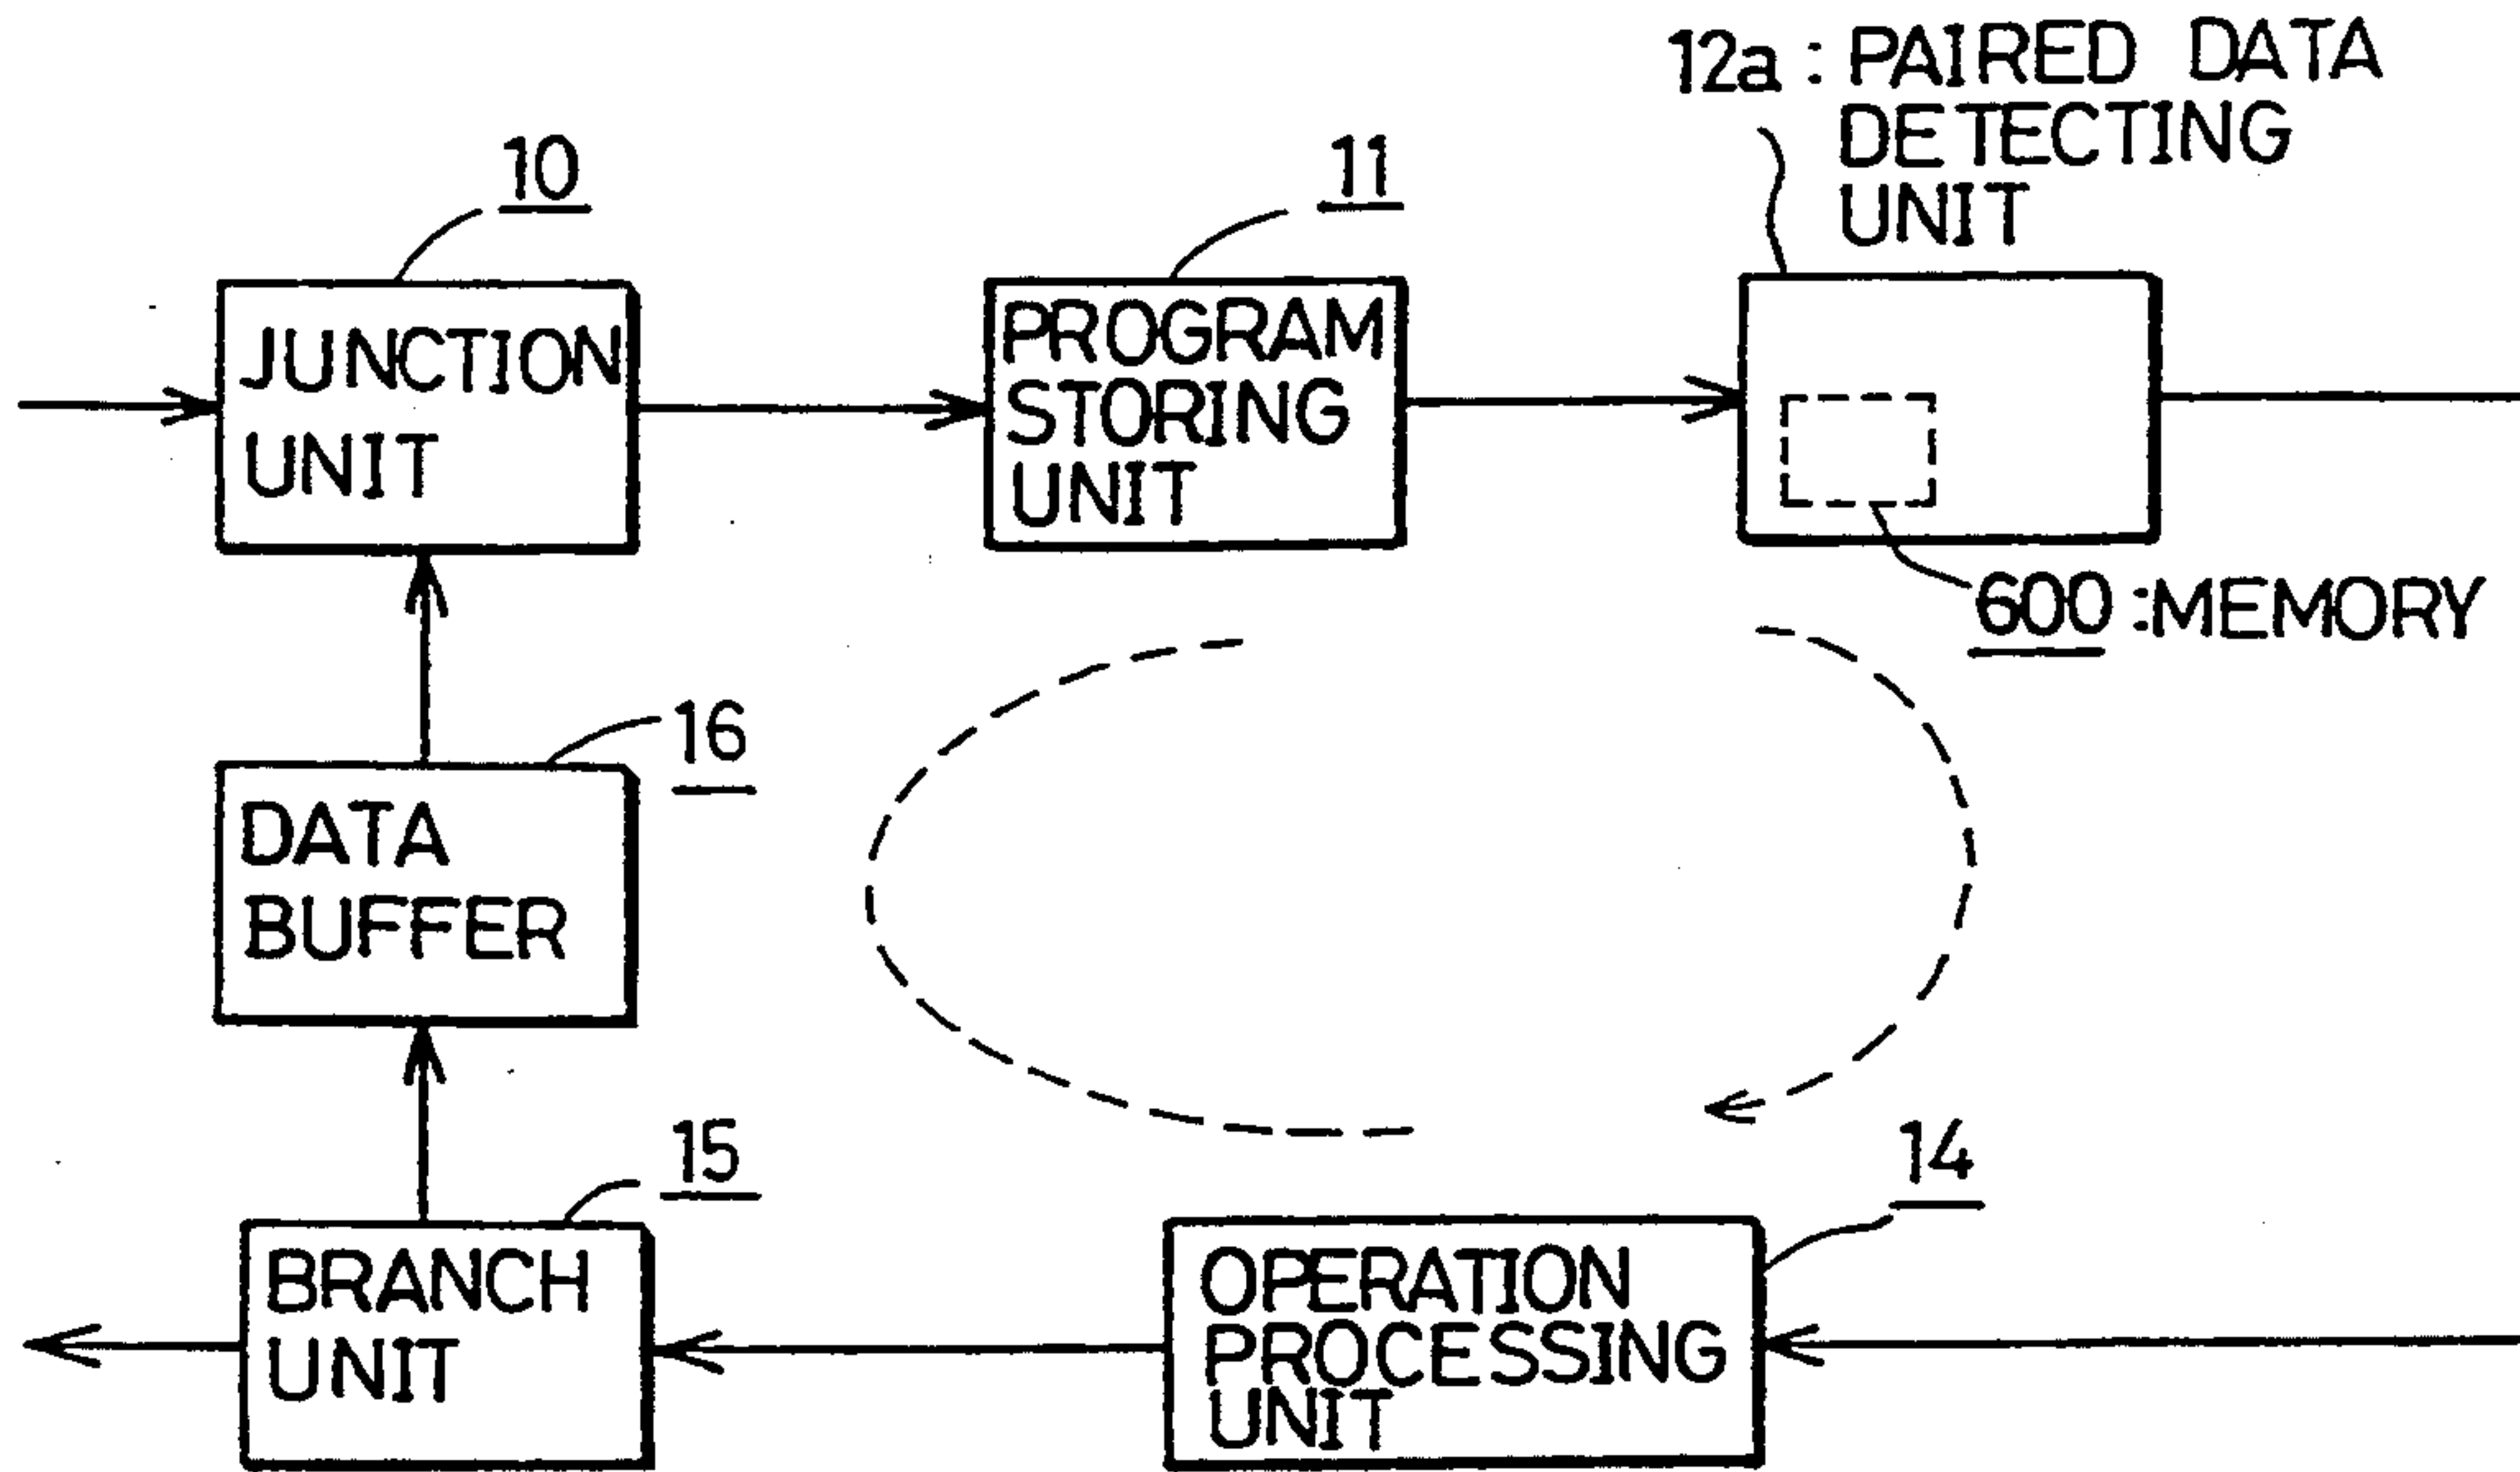 12a : PAIRED DATA
DETECTING
UNIT
10
11
JUNCTION
UNIT
PROGRAM
STORING
UNIT
600 : MEMORY
16
DATA
BUFFER
15
14
BRANCH
UNIT
OPERATION
PROCESSING
UNIT